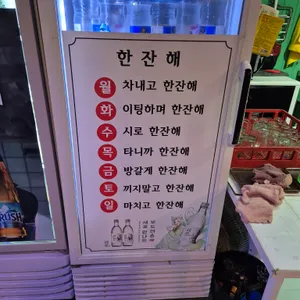 한잔해
월 차내고 한잔해
화 이팅하며 한잔해
수 시로 한잔해
목 타니까 한잔해
금 방갑게 한잔해
토 끼지말고 한잔해
일 마치고 한잔해